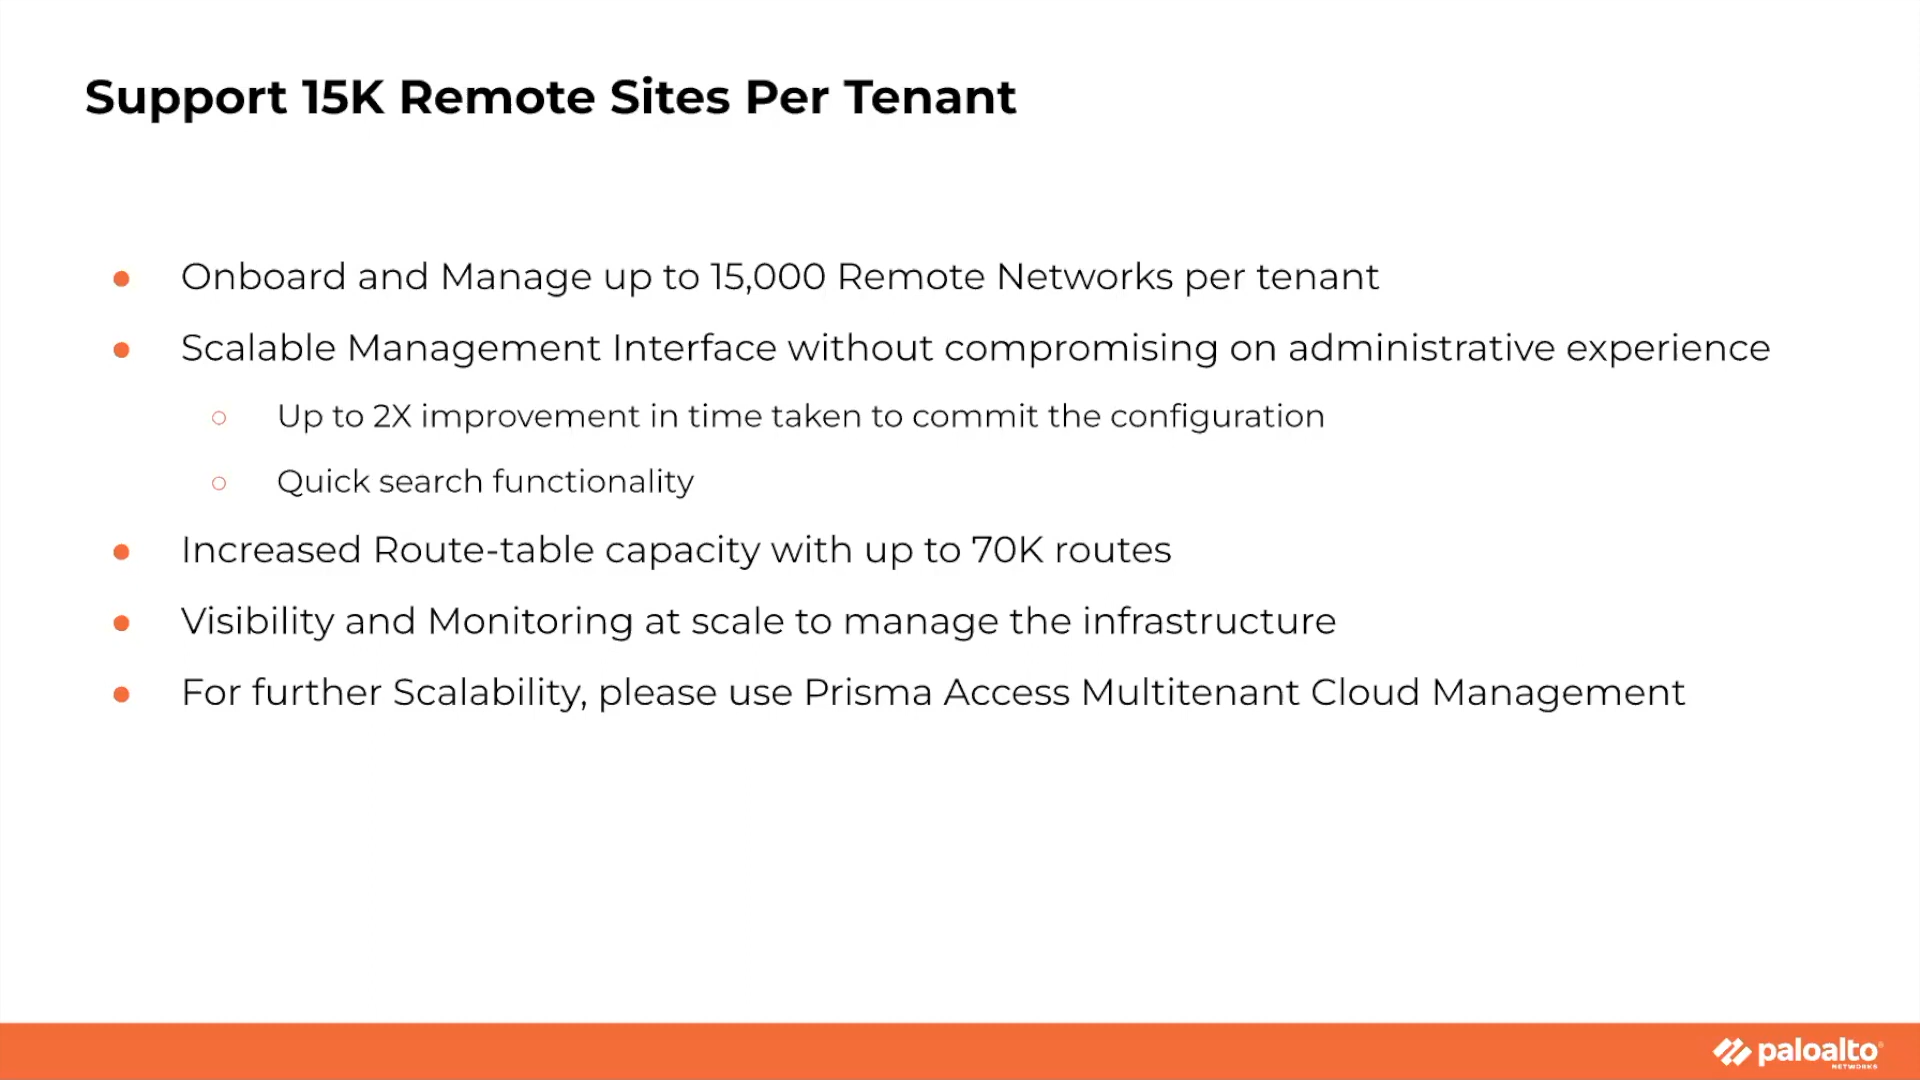 Support 15K Remote Sites Per Tenant
● Onboard and Manage up to 15,000 Remote Networks per tenant
● Scalable Management Interface without compromising on administrative experience
○ Up to 2X improvement in time taken to commit the configuration
○ Quick search functionality
● Increased Route-table capacity with up to 70K routes
● Visibility and Monitoring at scale to manage the infrastructure
● For further Scalability, please use Prisma Access Multitenant Cloud Management
paloalto®
NETWORKS